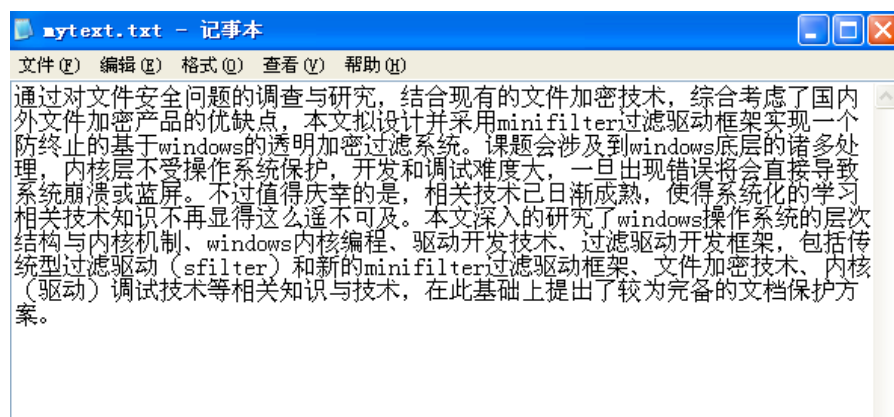 mytext.txt - 记事本
文件(F) 编辑(E) 格式(O) 查看(V) 帮助(H)
通过对文件安全问题的调查与研究，结合现有的文件加密技术，综合考虑了国内
外文件加密产品的优缺点，本文拟设计并采用minifilter过滤驱动框架实现一个
防终止的基于windows的透明加密过滤系统。课题会涉及到windows底层的诸多处
理，内核层不受操作系统保护，开发和调试难度大，一旦出现错误将会直接导致
系统崩溃或蓝屏。不过值得庆幸的是，相关技术已日渐成熟，使得系统化的学习
相关技术知识不再显得这么遥不可及。本文深入的研究了windows操作系统的层次
结构与内核机制、windows内核编程、驱动开发技术、过滤驱动开发框架，包括传
统型过滤驱动（sfilter）和新的minifilter过滤驱动框架、文件加密技术、内核
（驱动）调试技术等相关知识与技术，在此基础上提出了较为完备的文档保护方
案。